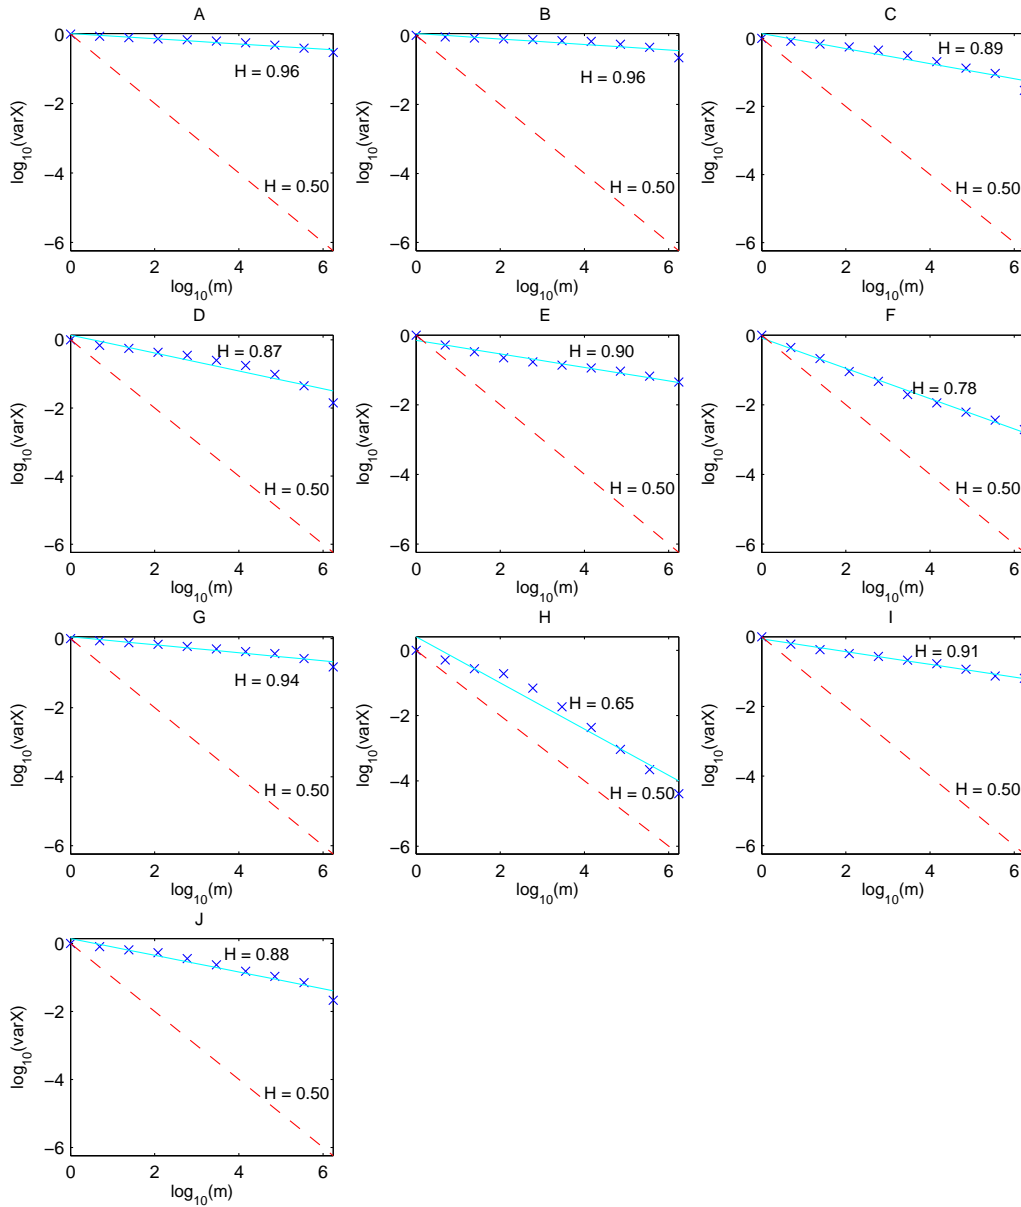 A
0
−2
−4
−6
log10(varX)
H = 0.96
H = 0.50
0 2 4 6
log10(m)
B
0
−2
−4
−6
log10(varX)
H = 0.96
H = 0.50
0 2 4 6
log10(m)
C
0
−2
−4
−6
log10(varX)
H = 0.89
H = 0.50
0 2 4 6
log10(m)
D
0
−2
−4
−6
log10(varX)
H = 0.87
H = 0.50
0 2 4 6
log10(m)
E
0
−2
−4
−6
log10(varX)
H = 0.90
H = 0.50
0 2 4 6
log10(m)
F
0
−2
−4
−6
log10(varX)
H = 0.78
H = 0.50
0 2 4 6
log10(m)
G
0
−2
−4
−6
log10(varX)
H = 0.94
H = 0.50
0 2 4 6
log10(m)
H
0
−2
−4
−6
log10(varX)
H = 0.65
H = 0.50
0 2 4 6
log10(m)
I
0
−2
−4
−6
log10(varX)
H = 0.91
H = 0.50
0 2 4 6
log10(m)
J
0
−2
−4
−6
log10(varX)
H = 0.88
H = 0.50
0 2 4 6
log10(m)